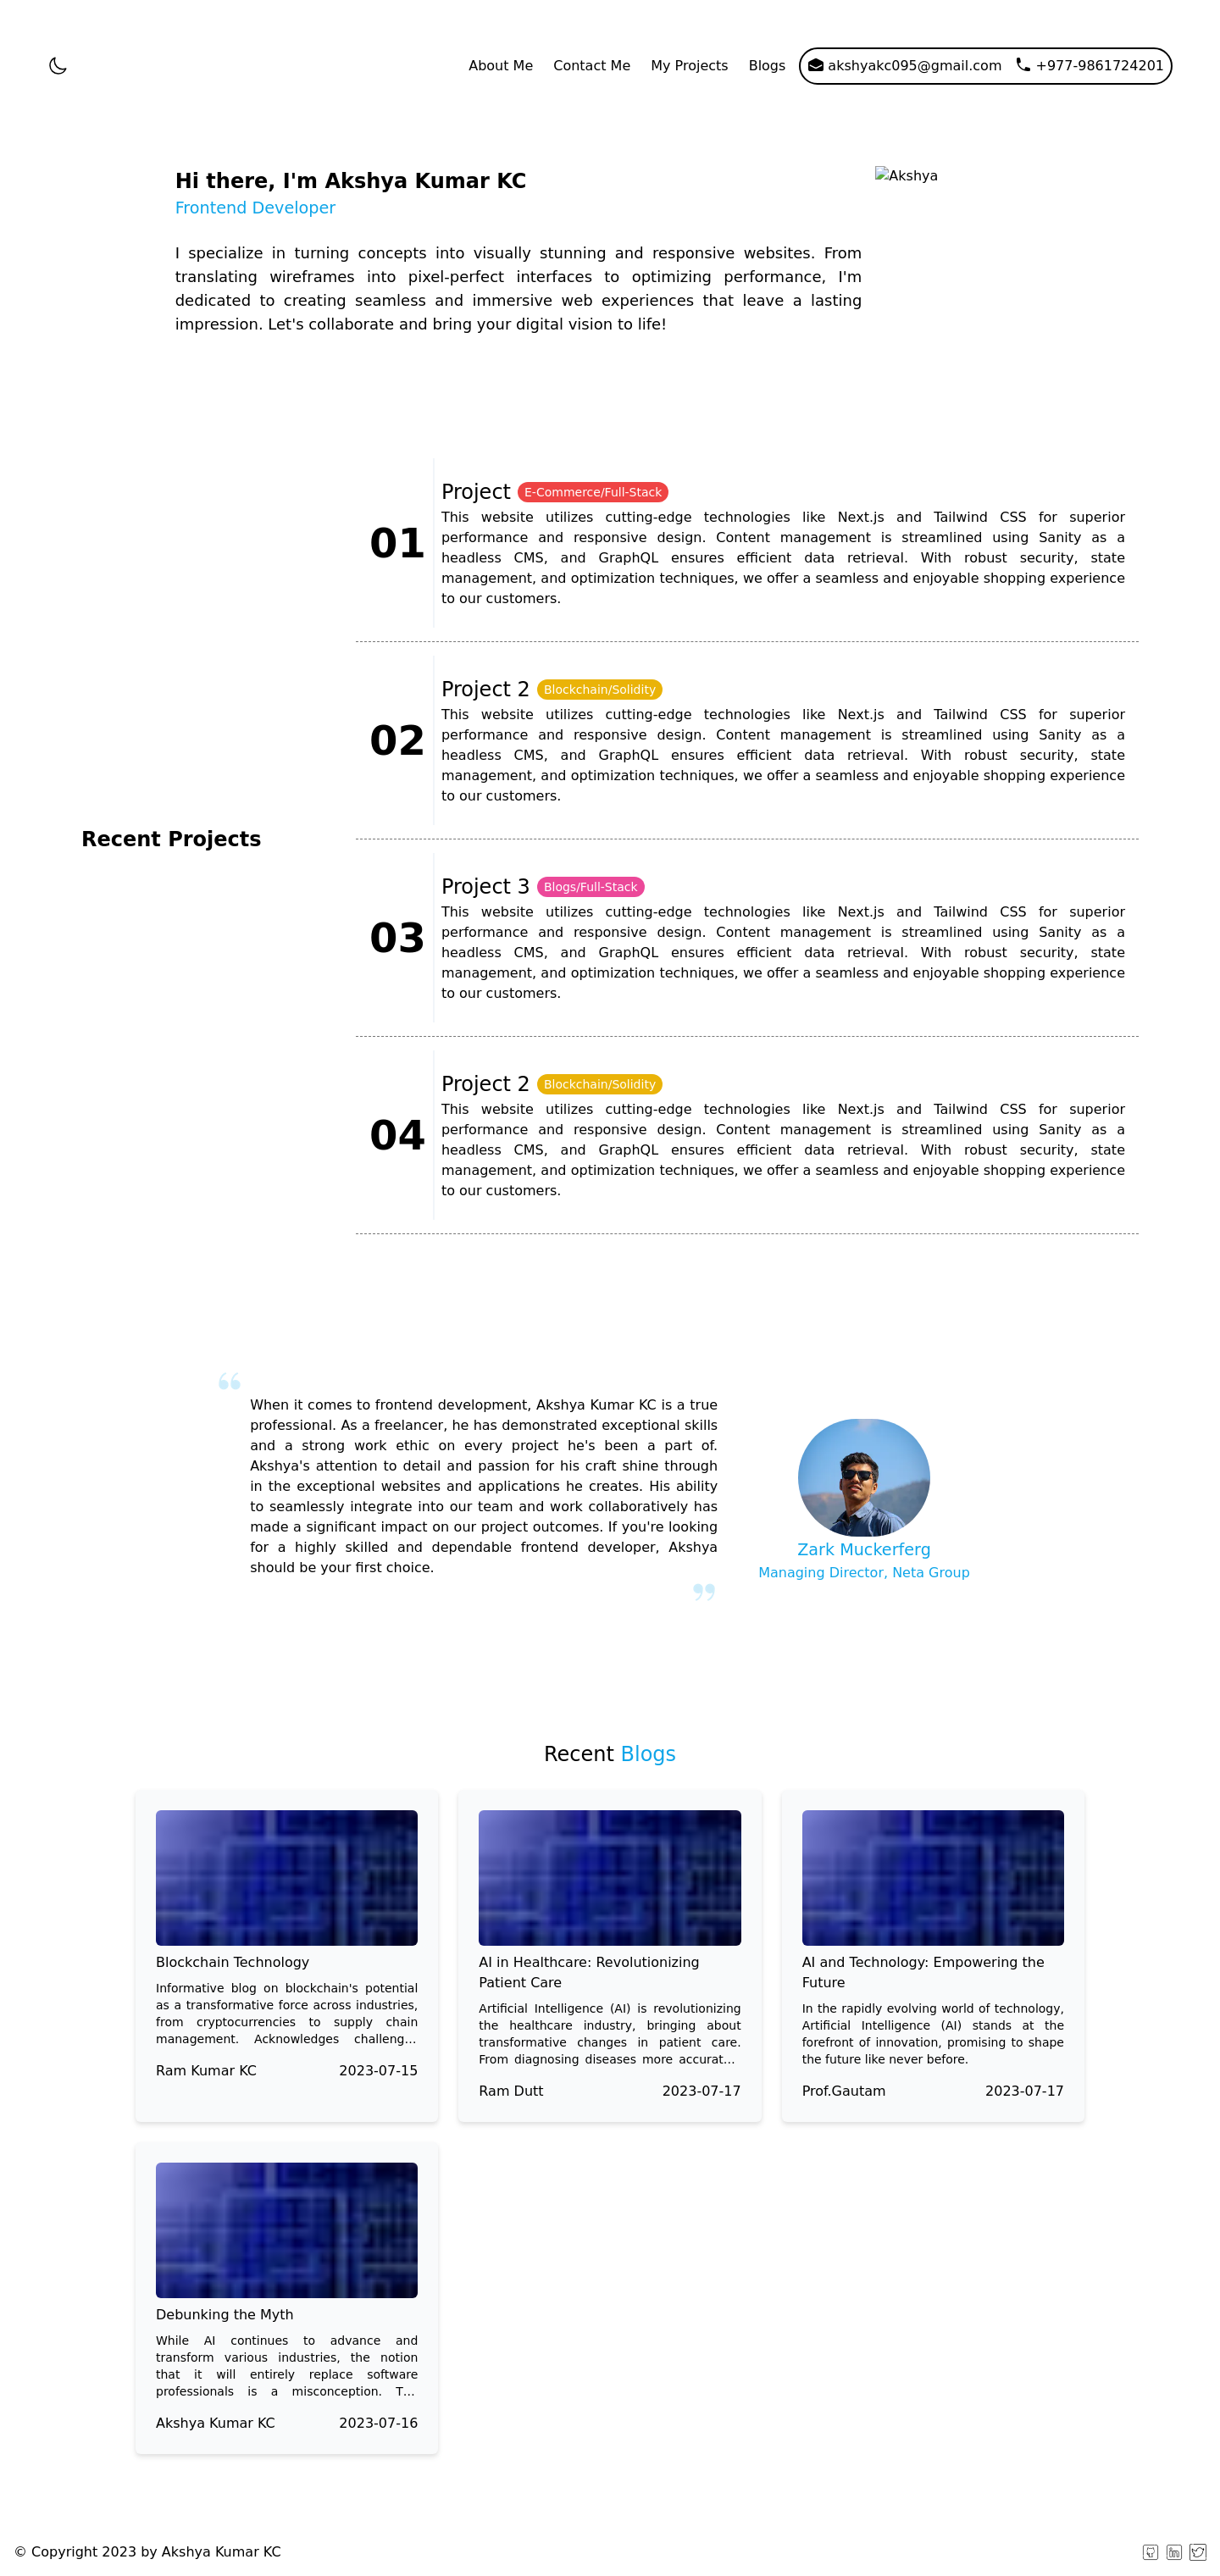 About Me Contact Me My Projects Blogs akshyakc095@gmail.com +977-9861724201
Hi there, I'm Akshya Kumar KC
Akshya
Frontend Developer
I specialize in turning concepts into visually stunning and responsive websites. From
translating wireframes into pixel-perfect interfaces to optimizing performance, I'm
dedicated to creating seamless and immersive web experiences that leave a lasting
impression. Let's collaborate and bring your digital vision to life!
Recent Projects
01
Project E-Commerce/Full-Stack
This website utilizes cutting-edge technologies like Next.js and Tailwind CSS for superior
performance and responsive design. Content management is streamlined using Sanity as a
headless CMS, and GraphQL ensures efficient data retrieval. With robust security, state
management, and optimization techniques, we offer a seamless and enjoyable shopping experience
to our customers.
02
Project 2 Blockchain/Solidity
This website utilizes cutting-edge technologies like Next.js and Tailwind CSS for superior
performance and responsive design. Content management is streamlined using Sanity as a
headless CMS, and GraphQL ensures efficient data retrieval. With robust security, state
management, and optimization techniques, we offer a seamless and enjoyable shopping experience
to our customers.
03
Project 3 Blogs/Full-Stack
This website utilizes cutting-edge technologies like Next.js and Tailwind CSS for superior
performance and responsive design. Content management is streamlined using Sanity as a
headless CMS, and GraphQL ensures efficient data retrieval. With robust security, state
management, and optimization techniques, we offer a seamless and enjoyable shopping experience
to our customers.
04
Project 2 Blockchain/Solidity
This website utilizes cutting-edge technologies like Next.js and Tailwind CSS for superior
performance and responsive design. Content management is streamlined using Sanity as a
headless CMS, and GraphQL ensures efficient data retrieval. With robust security, state
management, and optimization techniques, we offer a seamless and enjoyable shopping experience
to our customers.
“
When it comes to frontend development, Akshya Kumar KC is a true
professional. As a freelancer, he has demonstrated exceptional skills
and a strong work ethic on every project he's been a part of.
Akshya's attention to detail and passion for his craft shine through
in the exceptional websites and applications he creates. His ability
to seamlessly integrate into our team and work collaboratively has
made a significant impact on our project outcomes. If you're looking
for a highly skilled and dependable frontend developer, Akshya
should be your first choice.
”
Zark Muckerferg
Managing Director, Neta Group
Recent Blogs
Blockchain Technology
Informative blog on blockchain's potential
as a transformative force across industries,
from cryptocurrencies to supply chain
management. Acknowledges challeng…
Ram Kumar KC 2023-07-15
AI in Healthcare: Revolutionizing
Patient Care
Artificial Intelligence (AI) is revolutionizing
the healthcare industry, bringing about
transformative changes in patient care.
From diagnosing diseases more accurat…
Ram Dutt 2023-07-17
AI and Technology: Empowering the
Future
In the rapidly evolving world of technology,
Artificial Intelligence (AI) stands at the
forefront of innovation, promising to shape
the future like never before.
Prof.Gautam 2023-07-17
Debunking the Myth
While AI continues to advance and
transform various industries, the notion
that it will entirely replace software
professionals is a misconception. T…
Akshya Kumar KC 2023-07-16
© Copyright 2023 by Akshya Kumar KC